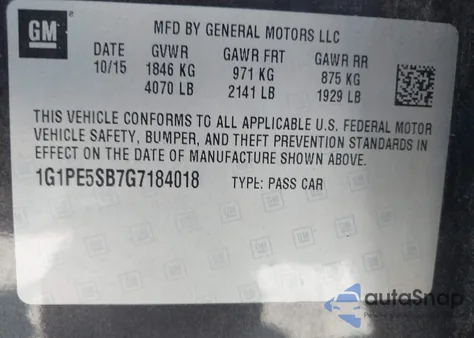 GM
MFD BY GENERAL MOTORS LLC
DATE GVWR GAWR FRT GAWR RR
10/15 1846 KG 971 KG 875 KG
4070 LB 2141 LB 1929 LB
THIS VEHICLE CONFORMS TO ALL APPLICABLE U.S. FEDERAL MOTOR
VEHICLE SAFETY, BUMPER, AND THEFT PREVENTION STANDARDS IN
EFFECT ON THE DATE OF MANUFACTURE SHOWN ABOVE.
1G1PE5SB7G7184018 TYPE: PASS CAR
autoSnap